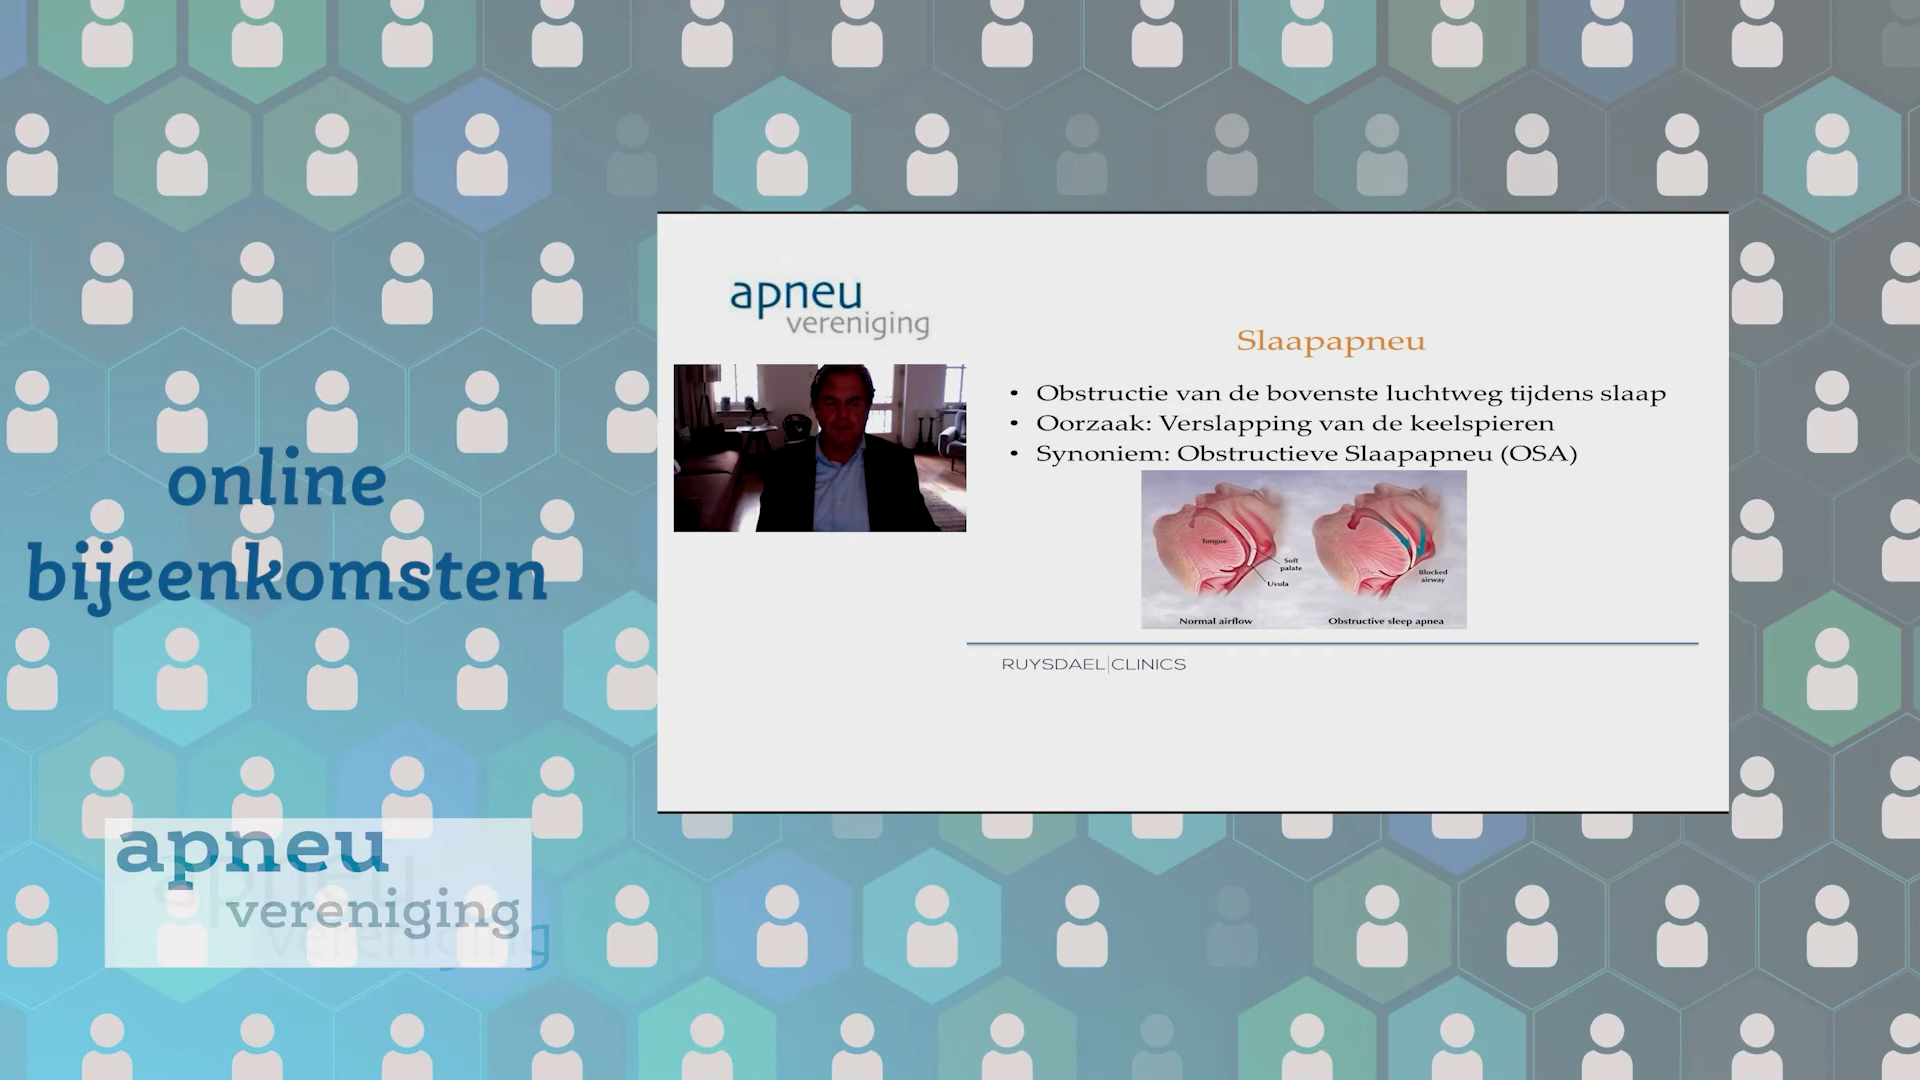 online
bijeenkomsten
apneu
vereniging
apneu
vereniging
Slaapapneu
• Obstructie van de bovenste luchtweg tijdens slaap
• Oorzaak: Verslapping van de keelspieren
• Synoniem: Obstructieve Slaapapneu (OSA)
Tongue
Soft
palate
Uvula
Blocked
airway
Normal airflow
Obstructive sleep apnea
RUYSDAEL|CLINICS